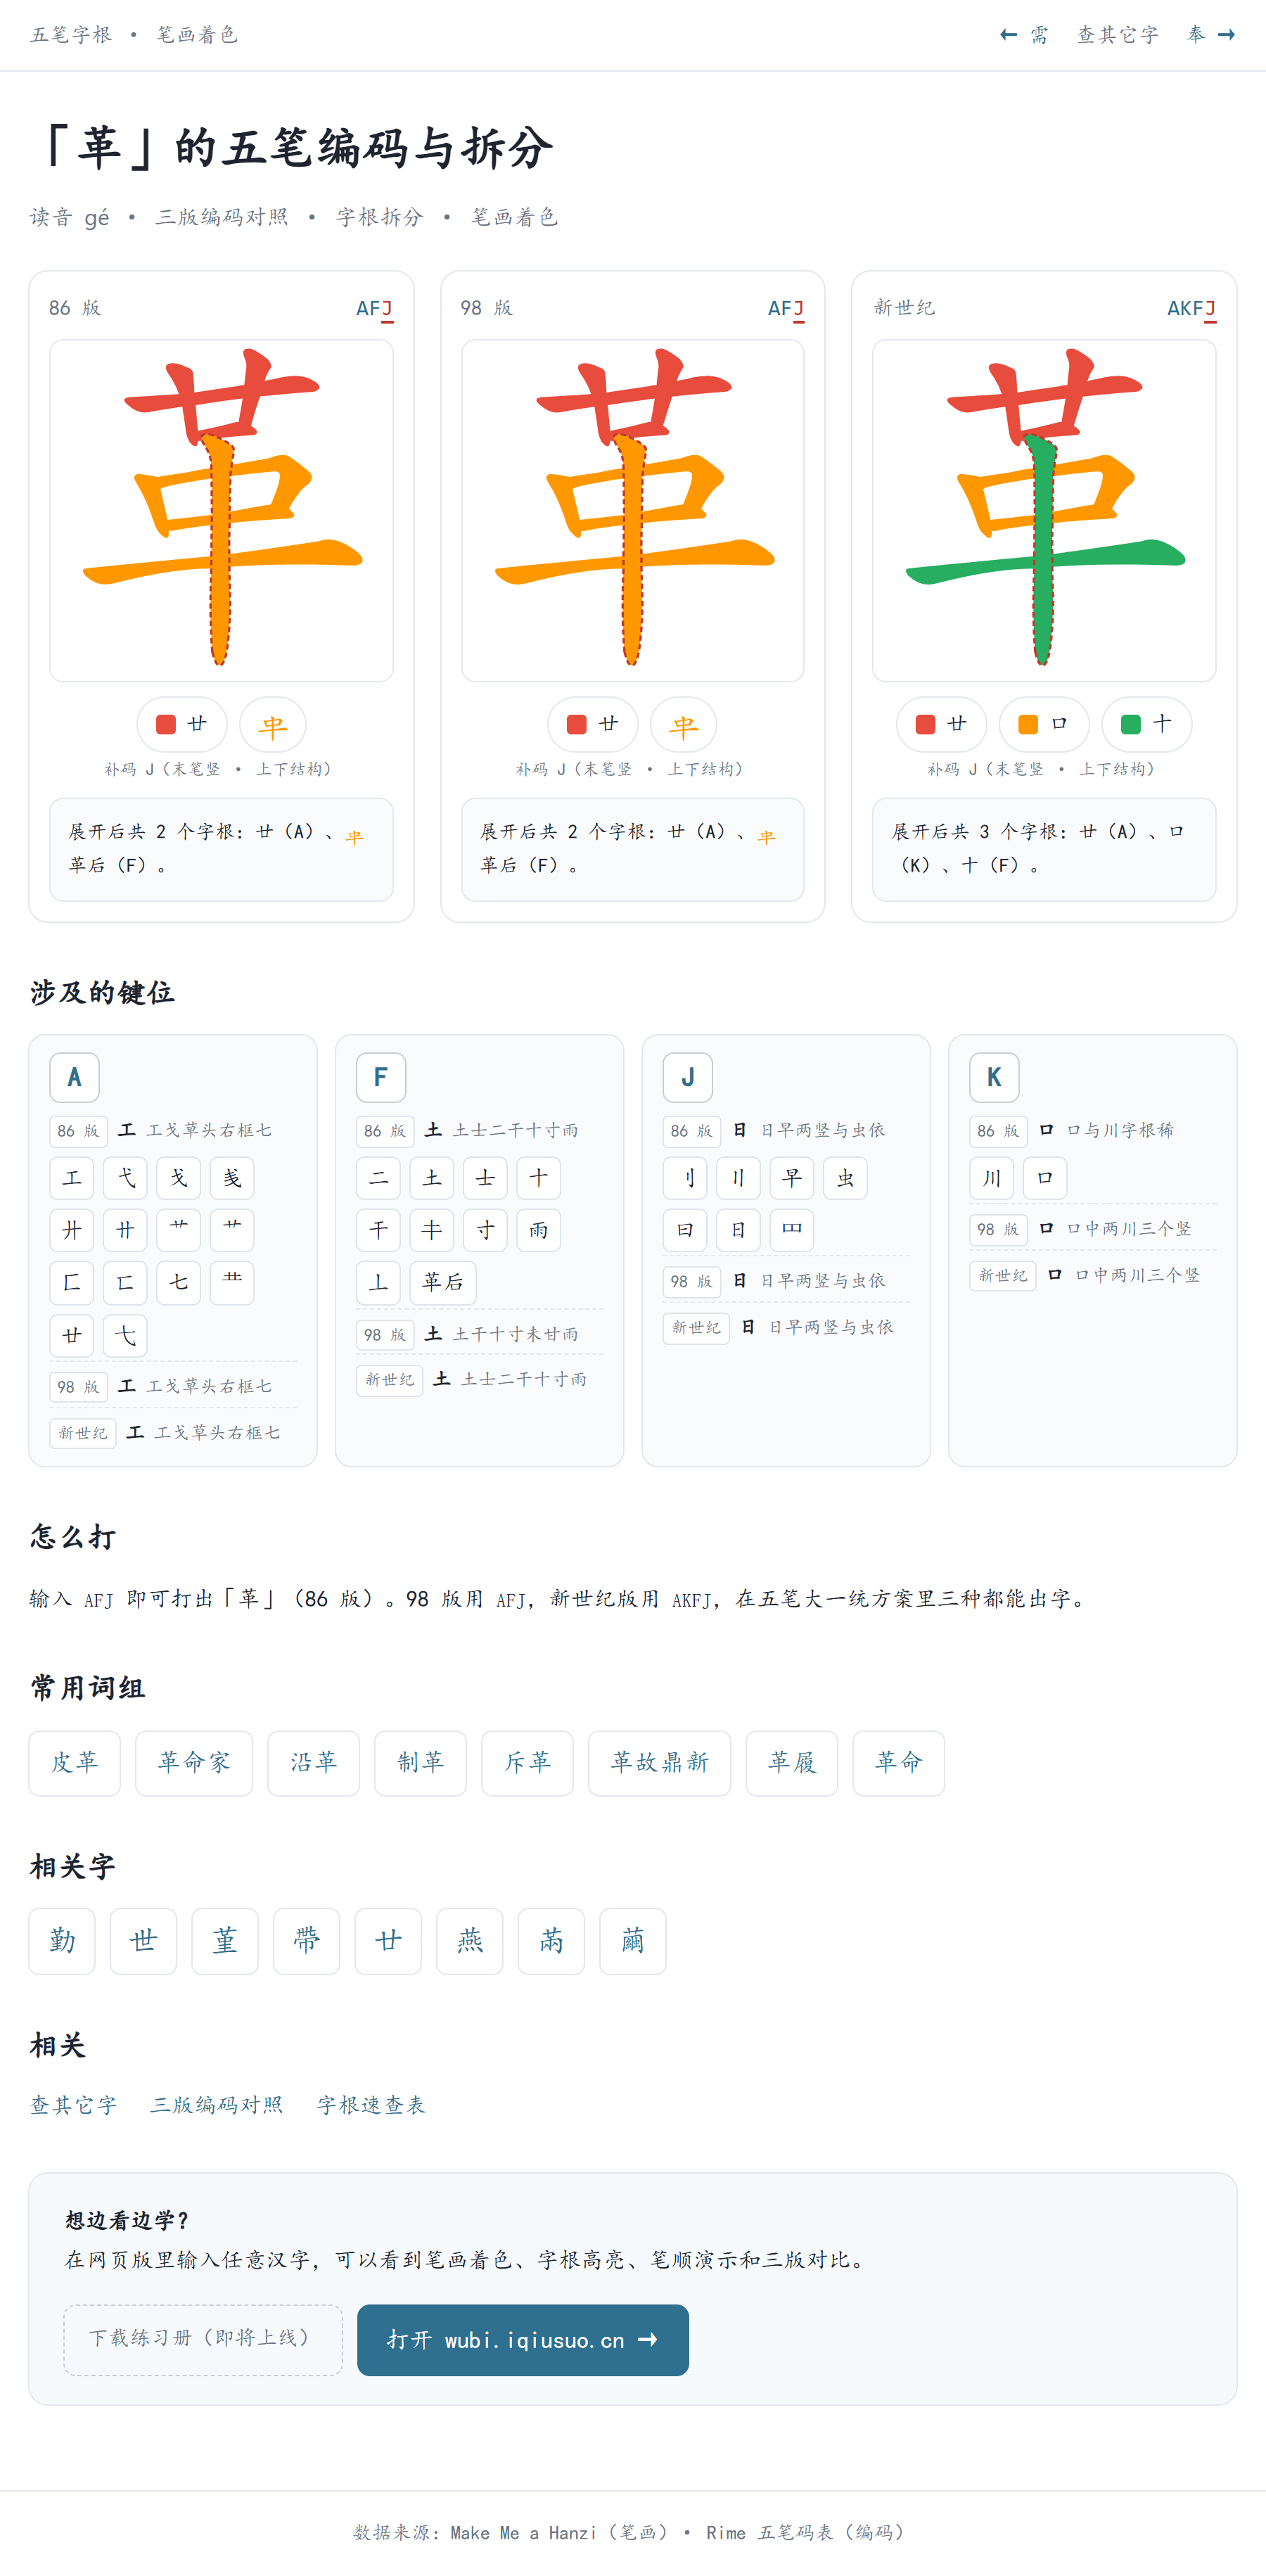 五笔字根 • 笔画着色
← 需 查其它字 奉 →
「革」的五笔编码与拆分
读音 gé • 三版编码对照 • 字根拆分 • 笔画着色
86 版 AFJ
革
廿
补码 J（末笔竖 • 上下结构）
展开后共 2 个字根：廿（A）、
革后（F）。
98 版 AFJ
革
廿
补码 J（末笔竖 • 上下结构）
展开后共 2 个字根：廿（A）、
革后（F）。
新世纪 AKFJ
革
廿 口 十
补码 J（末笔竖 • 上下结构）
展开后共 3 个字根：廿（A）、口
（K）、十（F）。
涉及的键位
A
86 版 工 工戈草头右框七
工 弋 戈
廾 廿 艹
匚 七
廿
98 版 工 工戈草头右框七
新世纪 工 工戈草头右框七
F
86 版 土 土士二干十寸雨
二 土 士 十
干 寸 雨
革后
98 版 土 土干十寸未甘雨
新世纪 土 土士二干十寸雨
J
86 版 日 日早两竖与虫依
刂 早 虫
曰 日
98 版 日 日早两竖与虫依
新世纪 日 日早两竖与虫依
K
86 版 口 口与川字根稀
川 口
98 版 口 口中两川三个竖
新世纪 口 口中两川三个竖
怎么打
输入 AFJ 即可打出「革」（86 版）。98 版用 AFJ，新世纪版用 AKFJ，在五笔大一统方案里三种都能出字。
常用词组
皮革 革命家 沿革 制革 斥革 革故鼎新 革履 革命
相关字
勤 世 堇 帶 廿 燕 苪 繭
相关
查其它字 三版编码对照 字根速查表
想边看边学？
在网页版里输入任意汉字，可以看到笔画着色、字根高亮、笔顺演示和三版对比。
下载练习册（即将上线） 打开 wubi.iqiusuo.cn →
数据来源：Make Me a Hanzi（笔画） • Rime 五笔码表（编码）